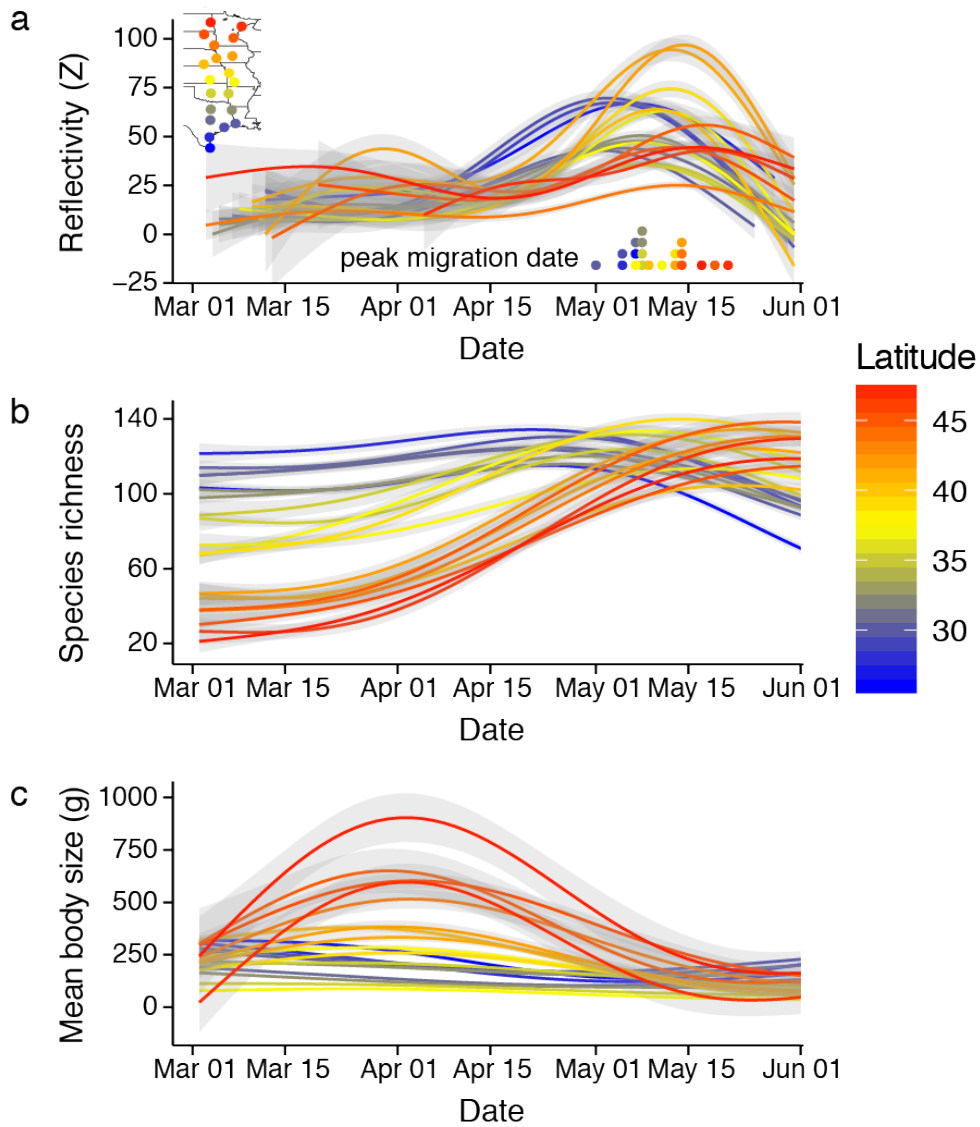 a
Reflectivity (Z)
100
75
50
25
0
−25
peak migration date
Mar 01 Mar 15 Apr 01 Apr 15 May 01 May 15 Jun 01
Date
b
Species richness
140
100
60
20
Mar 01 Mar 15 Apr 01 Apr 15 May 01 May 15 Jun 01
Date
Latitude
45
40
35
30
c
Mean body size (g)
1000
750
500
250
0
Mar 01 Mar 15 Apr 01 Apr 15 May 01 May 15 Jun 01
Date